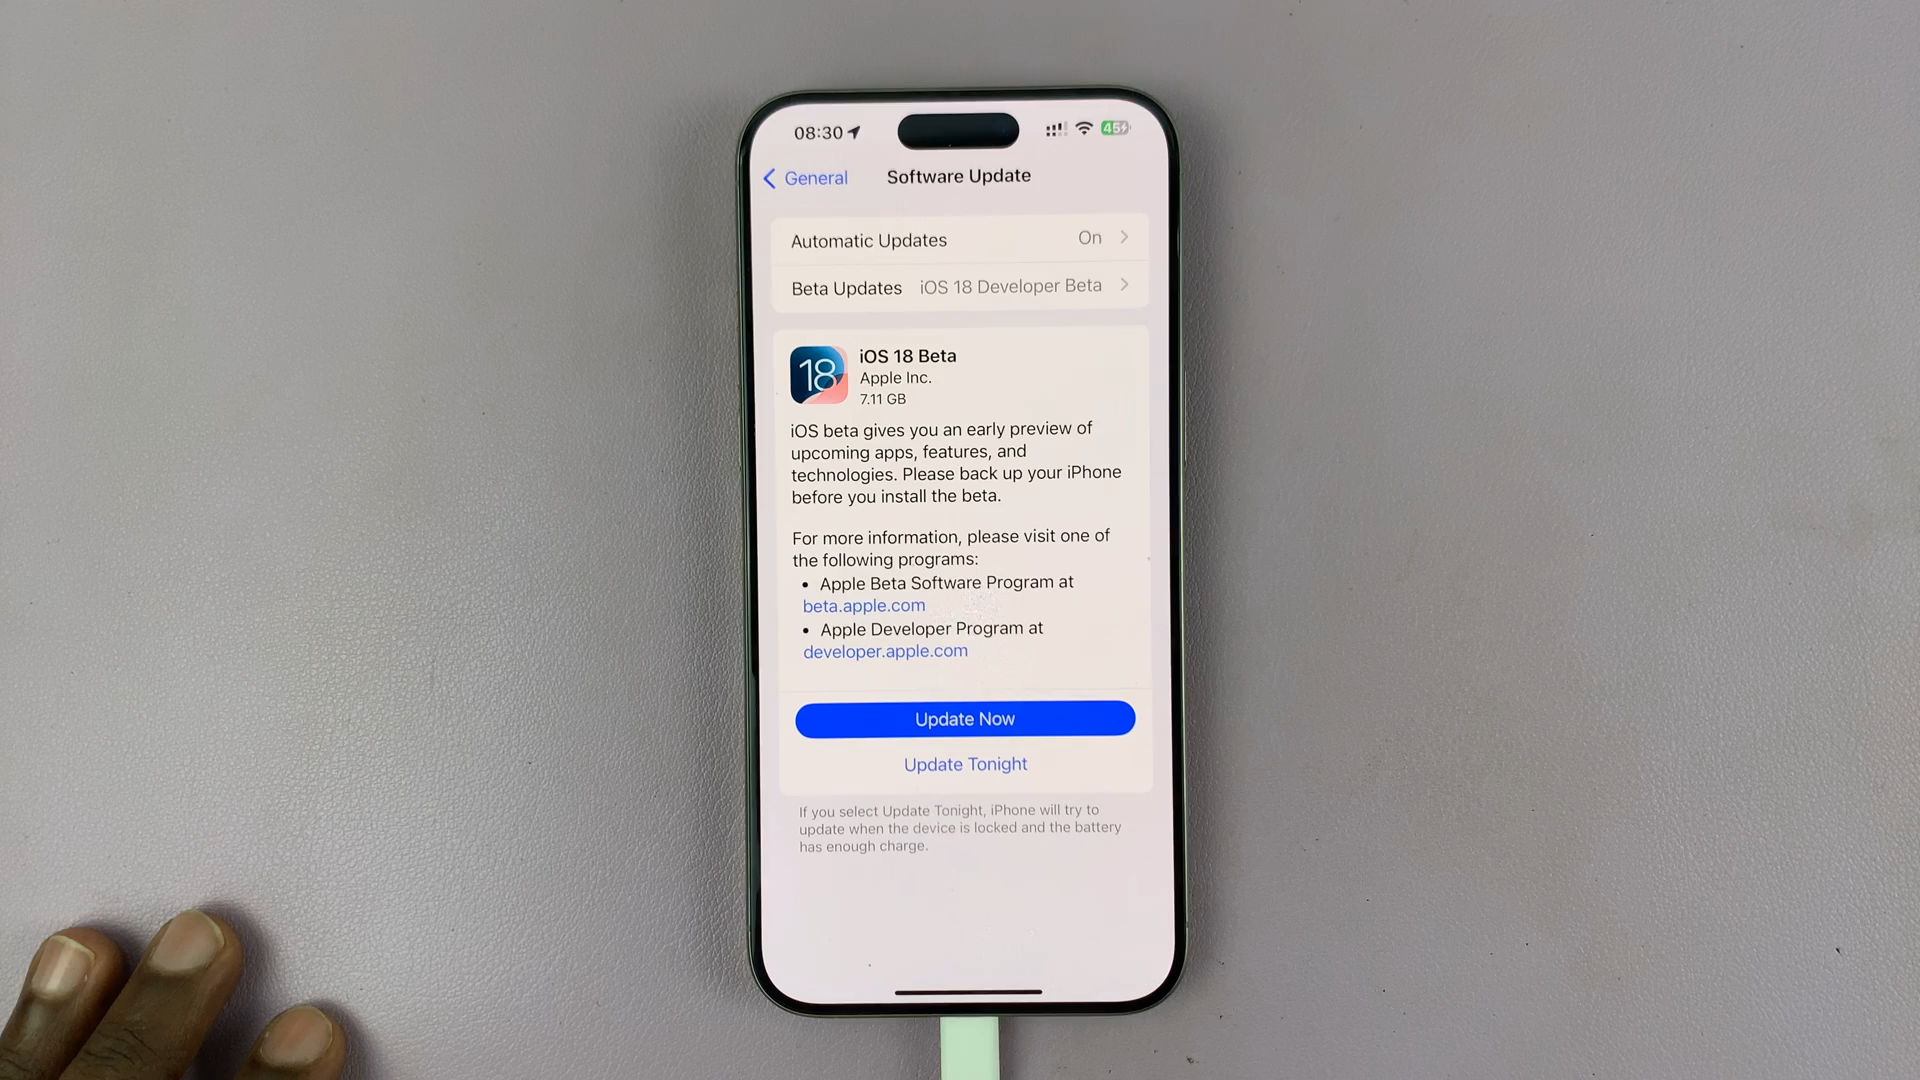 08:30
45
General
Software Update
Automatic Updates On
Beta Updates iOS 18 Developer Beta
18
iOS 18 Beta
Apple Inc.
7.11 GB
iOS beta gives you an early preview of
upcoming apps, features, and
technologies. Please back up your iPhone
before you install the beta.
For more information, please visit one of
the following programs:
• Apple Beta Software Program at
beta.apple.com
• Apple Developer Program at
developer.apple.com
Update Now
Update Tonight
If you select Update Tonight, iPhone will try to
update when the device is locked and the battery
has enough charge.